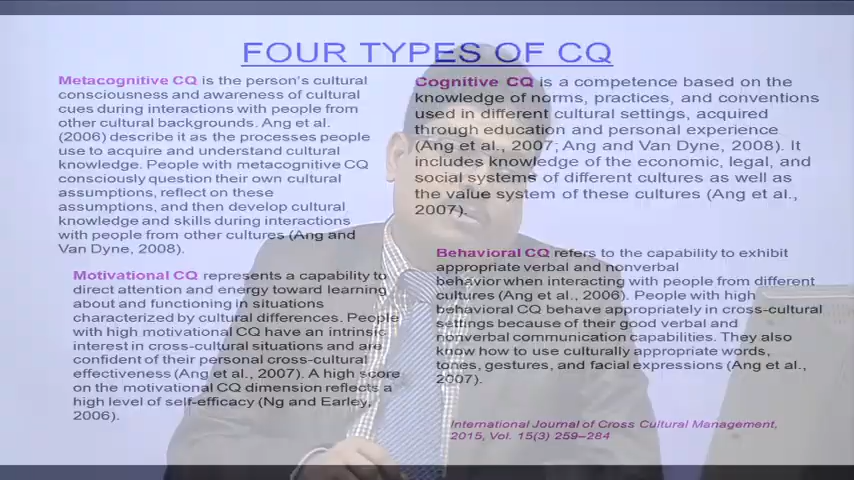 FOUR TYPES OF CQ
Metacognitive CQ is the person's cultural
consciousness and awareness of cultural
cues during interactions with people from
other cultural backgrounds. Ang et al.
(2006) describe it as the processes people
use to acquire and understand cultural
knowledge. People with metacognitive CQ
consciously question their own cultural
assumptions, reflect on these
assumptions, and then develop cultural
knowledge and skills during interactions
with people from other cultures (Ang and
Van Dyne, 2008).
Motivational CQ represents a capability to
direct attention and energy toward learning
about and functioning in situations
characterized by cultural differences. People
with high motivational CQ have an intrinsic
interest in cross-cultural situations and are
confident of their personal cross-cultural
effectiveness (Ang et al., 2007). A high score
on the motivational CQ dimension reflects a
high level of self-efficacy (Ng and Earley,
2006).
Cognitive CQ is a competence based on the
knowledge of norms, practices, and conventions
used in different cultural settings, acquired
through education and personal experience
(Ang et al., 2007; Ang and Van Dyne, 2008). It
includes knowledge of the economic, legal, and
social systems of different cultures as well as
the value system of these cultures (Ang et al.,
2007).
Behavioral CQ refers to the capability to exhibit
appropriate verbal and nonverbal
behavior when interacting with people from different
cultures (Ang et al., 2006). People with high
behavioral CQ behave appropriately in cross-cultural
settings because of their good verbal and
nonverbal communication capabilities. They also
know how to use culturally appropriate words,
tones, gestures, and facial expressions (Ang et al.,
2007).
International Journal of Cross Cultural Management,
2015, Vol. 15(3) 259–284